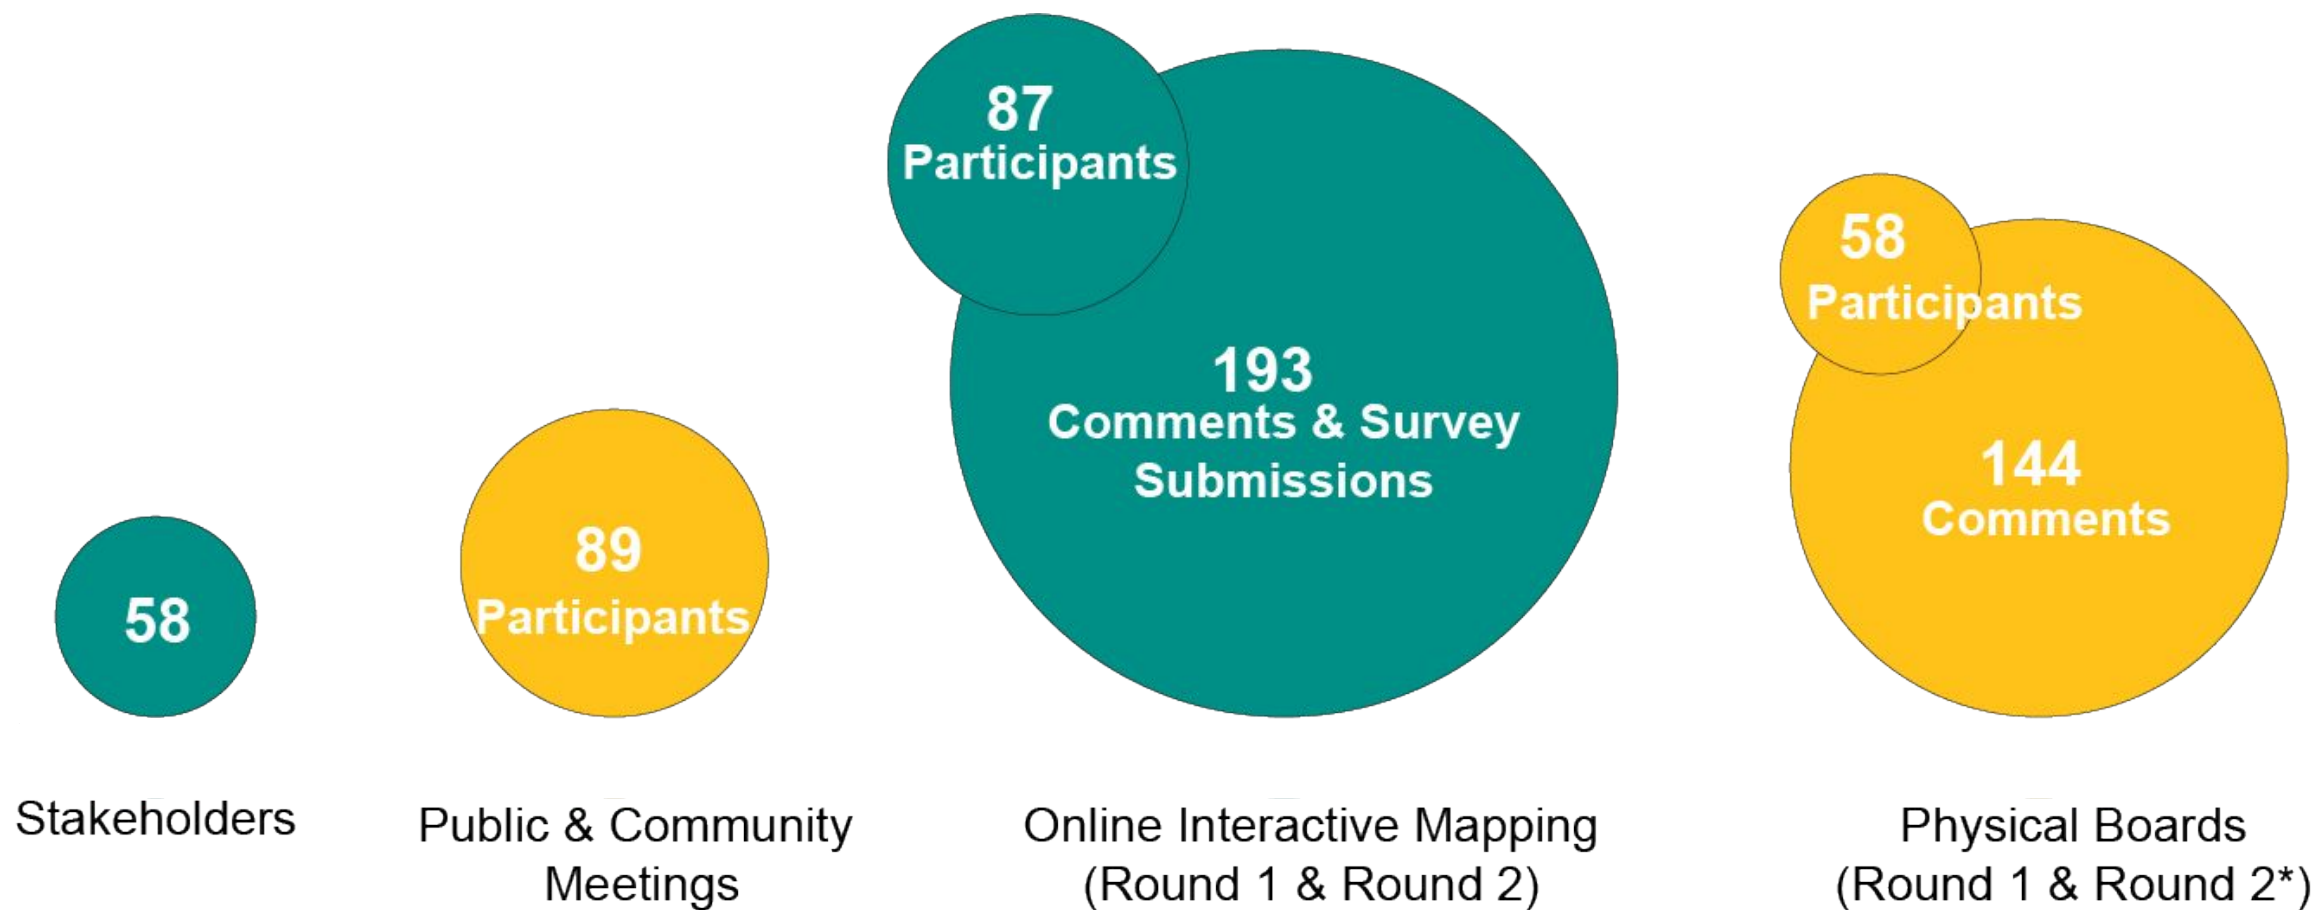 58
Stakeholders
89
Participants
Public & Community
Meetings
87
Participants
193
Comments & Survey
Submissions
Online Interactive Mapping
(Round 1 & Round 2)
58
Participants
144
Comments
Physical Boards
(Round 1 & Round 2*)